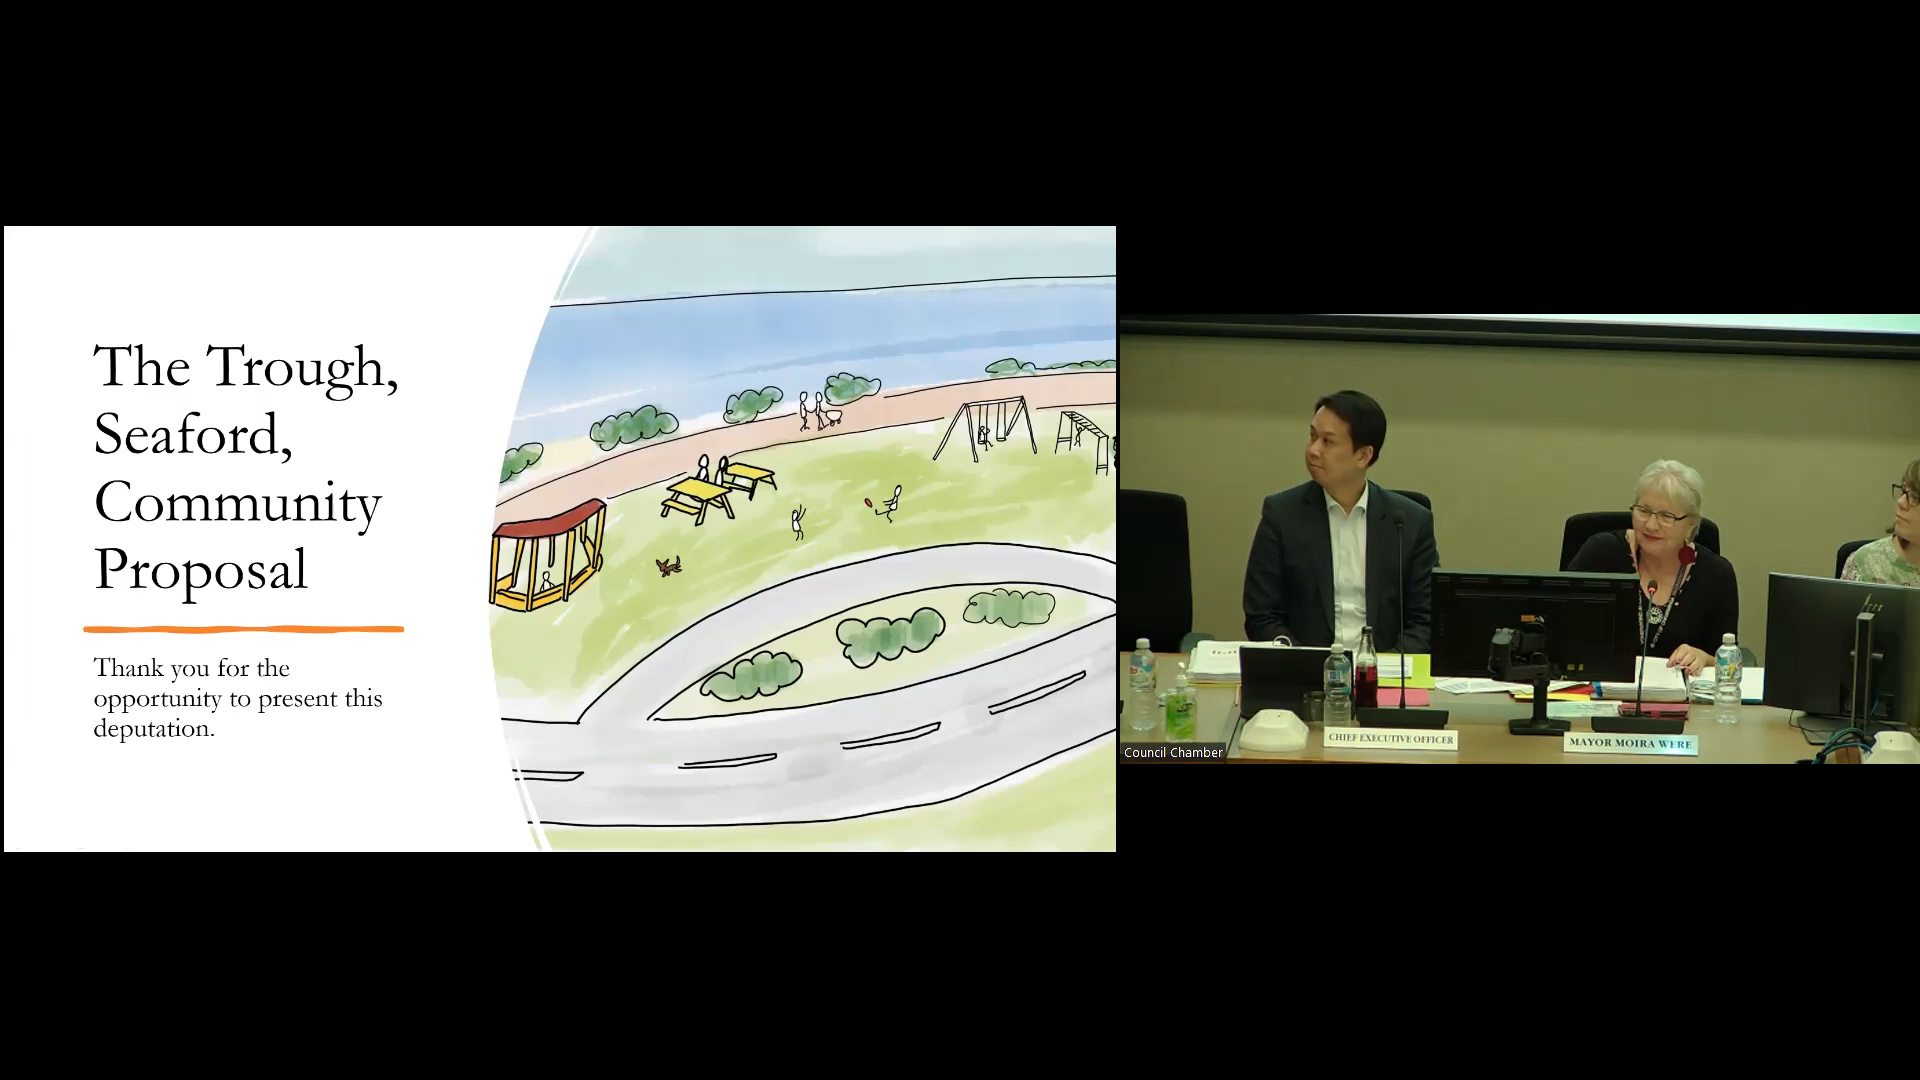 The Trough,
Seaford,
Community
Proposal
Thank you for the
opportunity to present this
deputation.
Council Chamber
CHIEF EXECUTIVE OFFICER
MAYOR MOIRA WERE